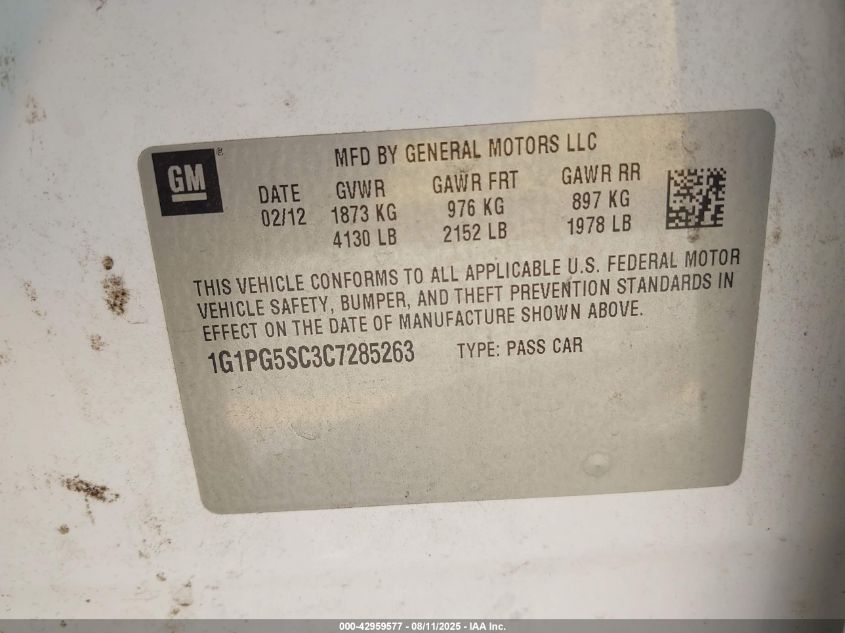 GM
MFD BY GENERAL MOTORS LLC
DATE GVWR GAWR FRT GAWR RR
02/12 1873 KG 976 KG 897 KG
4130 LB 2152 LB 1978 LB
THIS VEHICLE CONFORMS TO ALL APPLICABLE U.S. FEDERAL MOTOR
VEHICLE SAFETY, BUMPER, AND THEFT PREVENTION STANDARDS IN
EFFECT ON THE DATE OF MANUFACTURE SHOWN ABOVE.
1G1PG5SC3C7285263 TYPE: PASS CAR
000-42959577 - 08/11/2025 - IAA Inc.